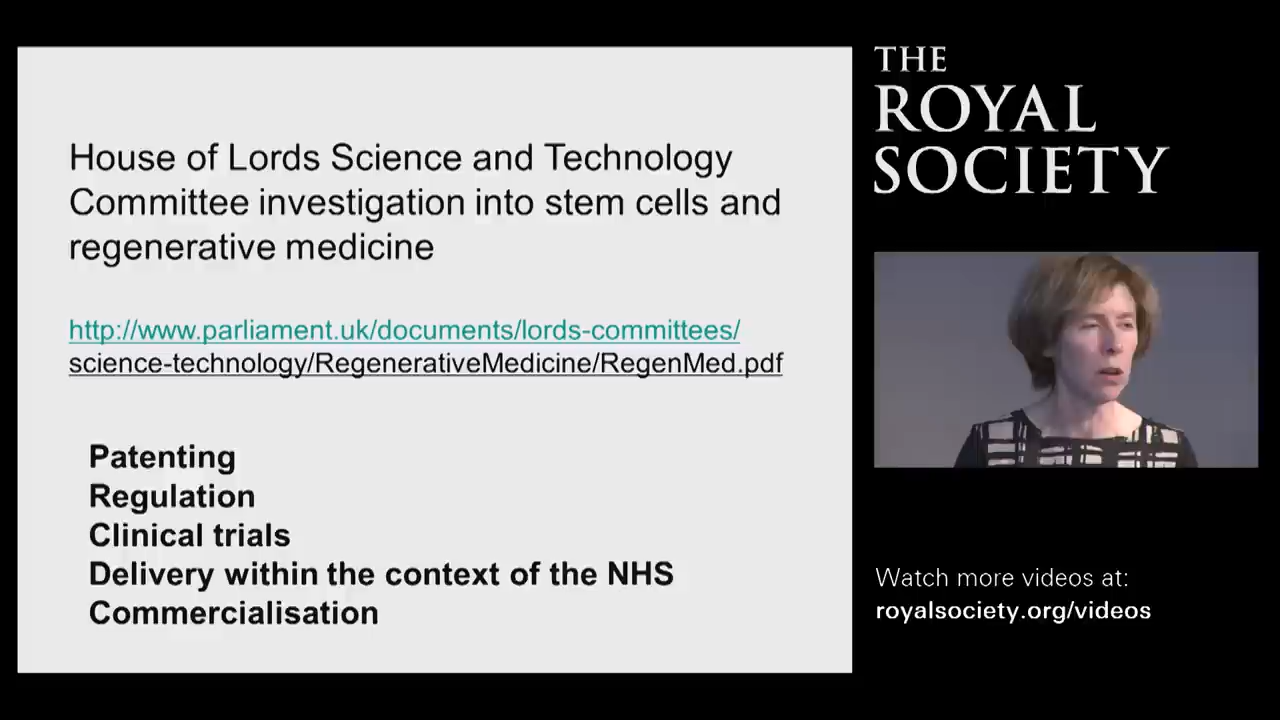 House of Lords Science and Technology
Committee investigation into stem cells and
regenerative medicine
http://www.parliament.uk/documents/lords-committees/
science-technology/RegenerativeMedicine/RegenMed.pdf
Patenting
Regulation
Clinical trials
Delivery within the context of the NHS
Commercialisation
THE
ROYAL
SOCIETY
Watch more videos at:
royalsociety.org/videos